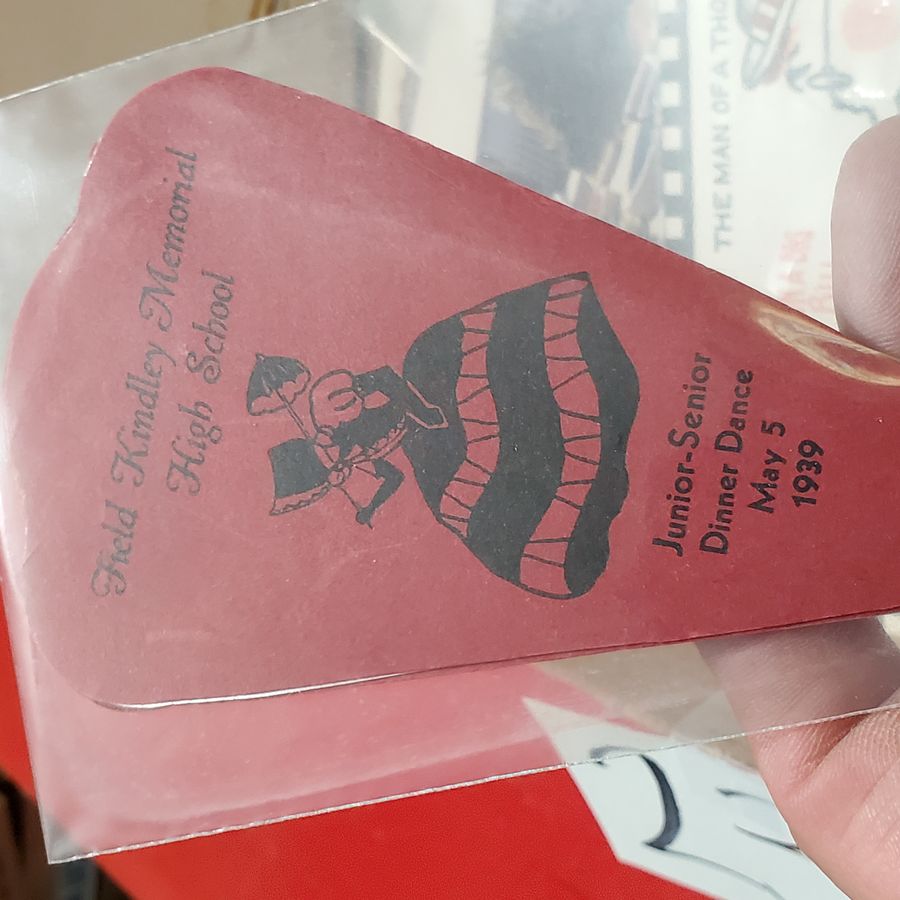 Field Kindley Memorial
High School
Junior-Senior
Dinner Dance
May 5
1939
THE MAN OF A THO